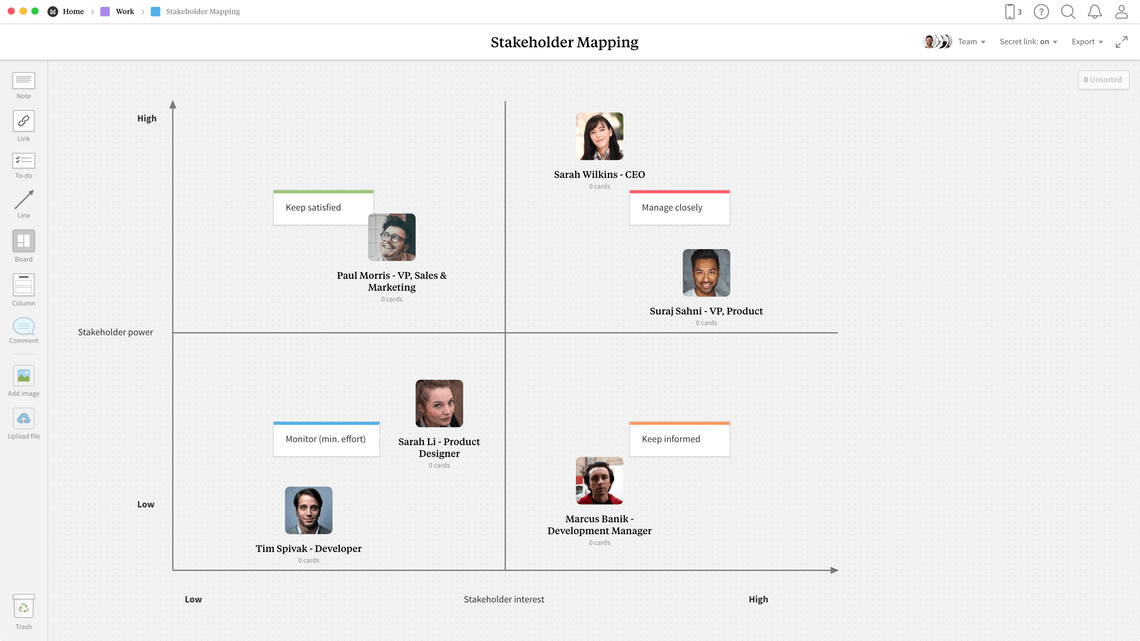 Home
Work
Stakeholder Mapping
3
?
Stakeholder Mapping
Team
Secret link: on
Export
Note
Link
To-do
Line
Board
Column
Comment
Add image
Upload file
Trash
0 Unsorted
High
Sarah Wilkins - CEO
0 cards
Keep satisfied
Manage closely
Paul Morris - VP, Sales &
Marketing
0 cards
Suraj Sahni - VP, Product
0 cards
Stakeholder power
Monitor (min. effort)
Sarah Li - Product
Designer
0 cards
Keep informed
Low
Marcus Banik -
Development Manager
0 cards
Tim Spivak - Developer
0 cards
Low
Stakeholder interest
High